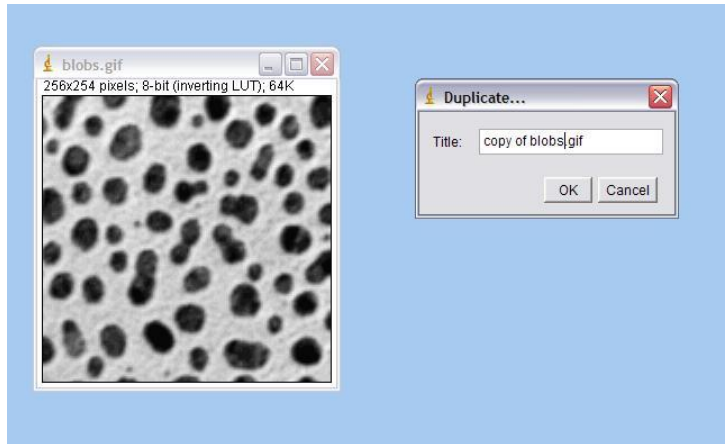 blobs.gif
256x254 pixels; 8-bit (inverting LUT); 64K
Duplicate...
Title: copy of blobs.gif
OK Cancel